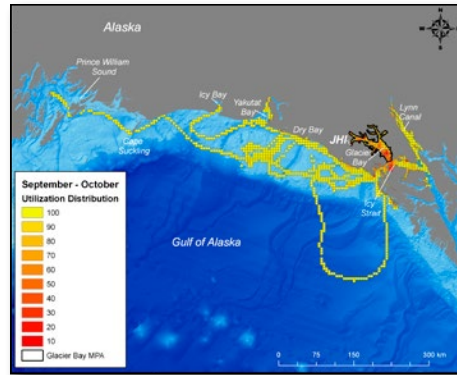 Alaska
Prince William
Sound
Icy Bay
Yakutat
Bay
Lynn
Canal
Dry Bay
JHI
Glacier
Bay
Cape
Suckling
Icy
Strait
Gulf of Alaska
September - October
Utilization Distribution
100
90
80
70
60
50
40
30
20
10
Glacier Bay MPA
0 75 150 300 km